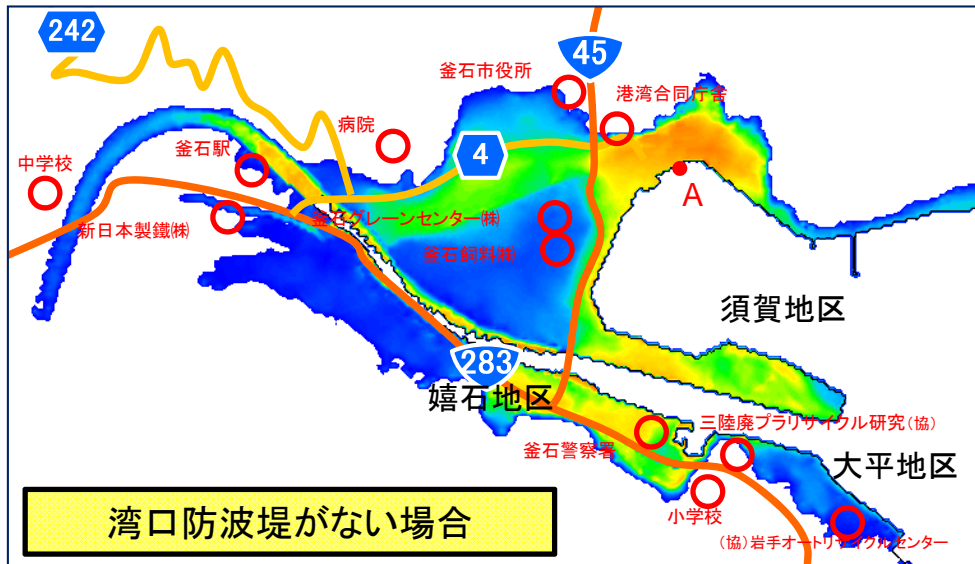 242
45
釜石市役所
港湾合同庁舎
病院
4
釜石駅
中学校
A
釜石グレーンセンター㈱
新日本製鐵㈱
釜石飼料㈱
須賀地区
283
嬉石地区
三陸廃プラリサイクル研究(協)
釜石警察署
大平地区
小学校
(協)岩手オートリサイクルセンター
湾口防波堤がない場合